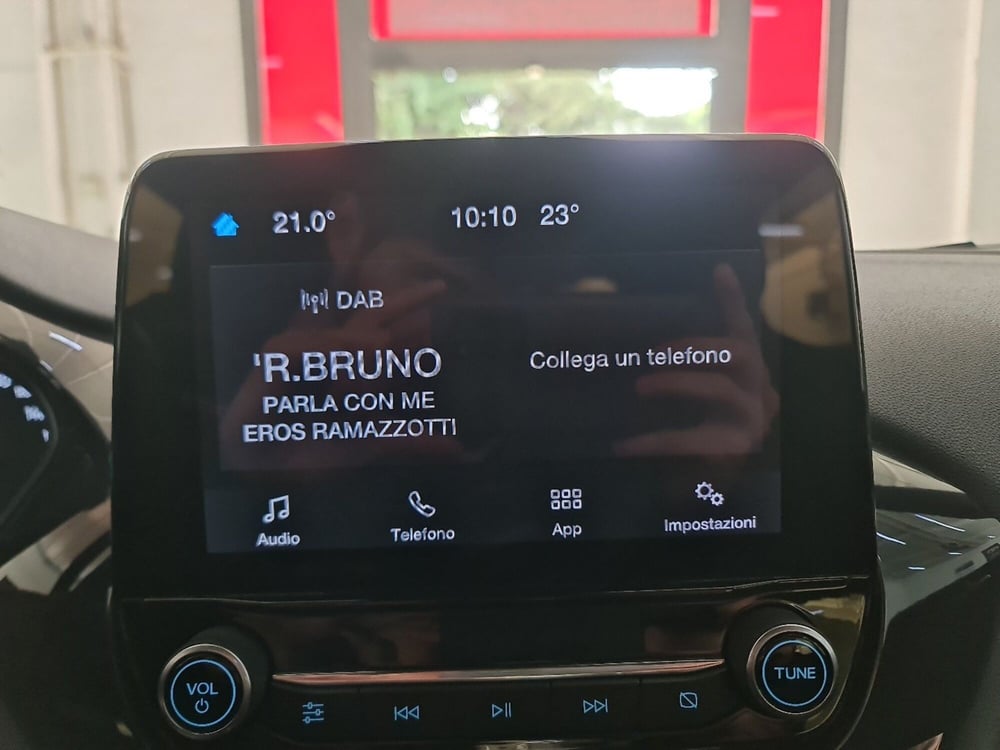 21.0°
10:10 23°
DAB
'R.BRUNO
PARLA CON ME
EROS RAMAZZOTTI
Collega un telefono
Audio
Telefono
App
Impostazioni
VOL
TUNE